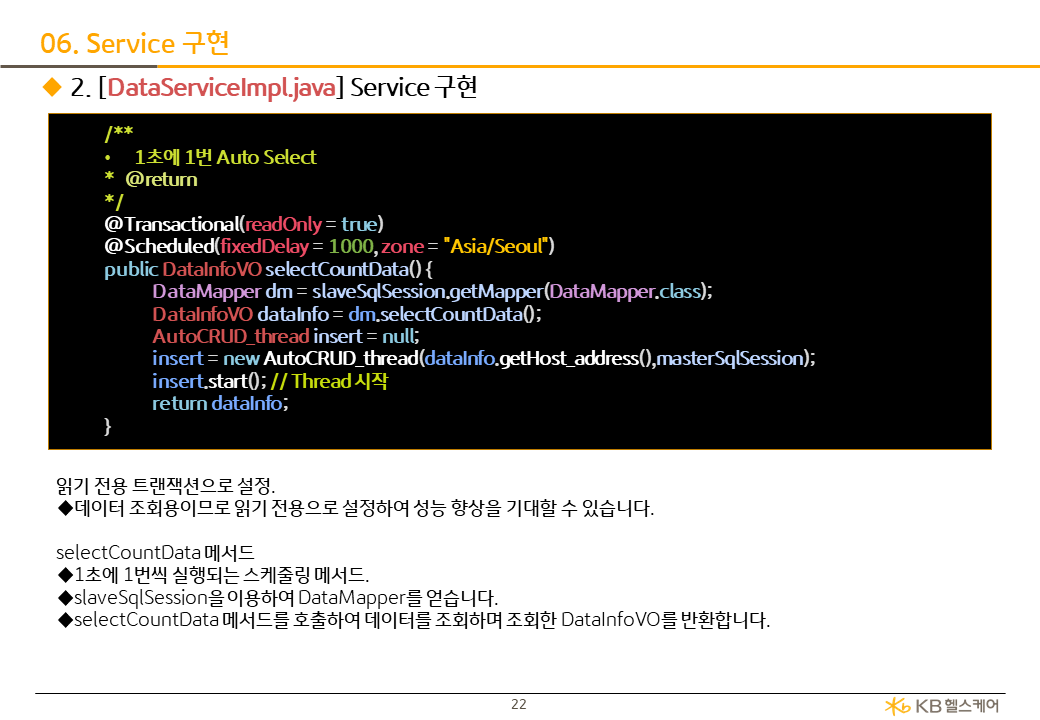 06. Service 구현
◆ 2. [DataServiceImpl.java] Service 구현
/**
• 1초에 1번 Auto Select
* @return
*/
@Transactional(readOnly = true)
@Scheduled(fixedDelay = 1000, zone = "Asia/Seoul")
public DataInfoVO selectCountData() {
DataMapper dm = slaveSqlSession.getMapper(DataMapper.class);
DataInfoVO dataInfo = dm.selectCountData();
AutoCRUD_thread insert = null;
insert = new AutoCRUD_thread(dataInfo.getHost_address(),masterSqlSession);
insert.start(); // Thread 시작
return dataInfo;
}
읽기 전용 트랜잭션으로 설정.
◆데이터 조회용이므로 읽기 전용으로 설정하여 성능 향상을 기대할 수 있습니다.
selectCountData 메서드
◆1초에 1번씩 실행되는 스케줄링 메서드.
◆slaveSqlSession을 이용하여 DataMapper를 얻습니다.
◆selectCountData 메서드를 호출하여 데이터를 조회하며 조회한 DataInfoVO를 반환합니다.
22
KB헬스케어